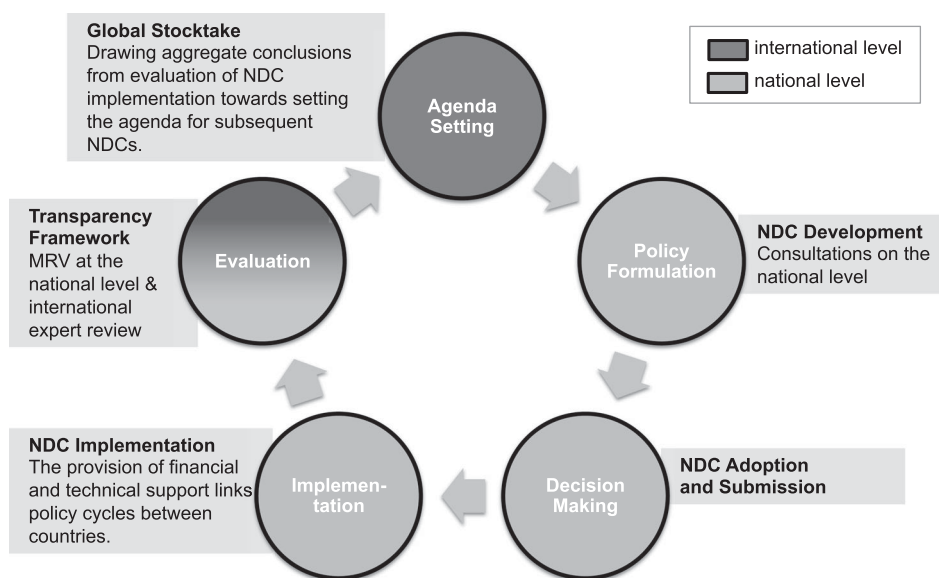 Global Stocktake
Drawing aggregate conclusions
from evaluation of NDC
implementation towards setting
the agenda for subsequent
NDCs.
Agenda
Setting
international level
national level
Transparency
Framework
MRV at the
national level &
international
expert review
Evaluation
Policy
Formulation
NDC Development
Consultations on the
national level
NDC Implementation
The provision of financial
and technical support links
policy cycles between
countries.
Implemen-
tation
Decision
Making
NDC Adoption
and Submission